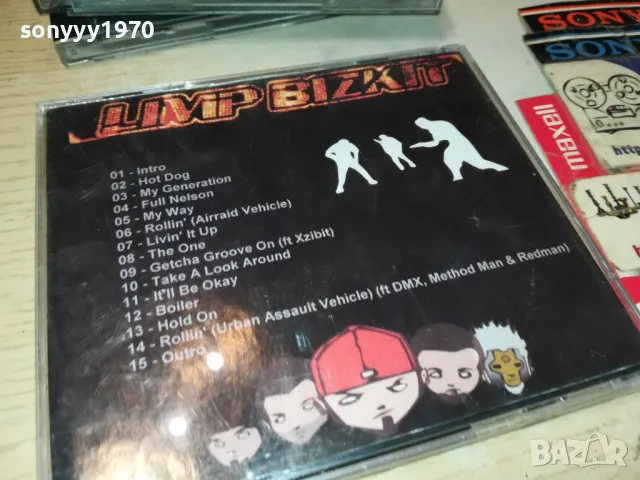 sonyyy1970
LIMP BIZKIT
01 - Intro
02 - Hot Dog
03 - My Generation
04 - Full Nelson
05 - My Way
06 - Rollin' (Airraid Vehicle)
07 - Livin' It Up
08 - The One
09 - Getcha Groove On (ft Xzibit)
10 - Take A Look Around
11 - It'll Be Okay
12 - Boiler
13 - Hold On
14 - Rollin' (Urban Assault Vehicle) (ft DMX, Method Man & Redman)
15 - Outro
SONY
SON
maxell
http
BAZAR